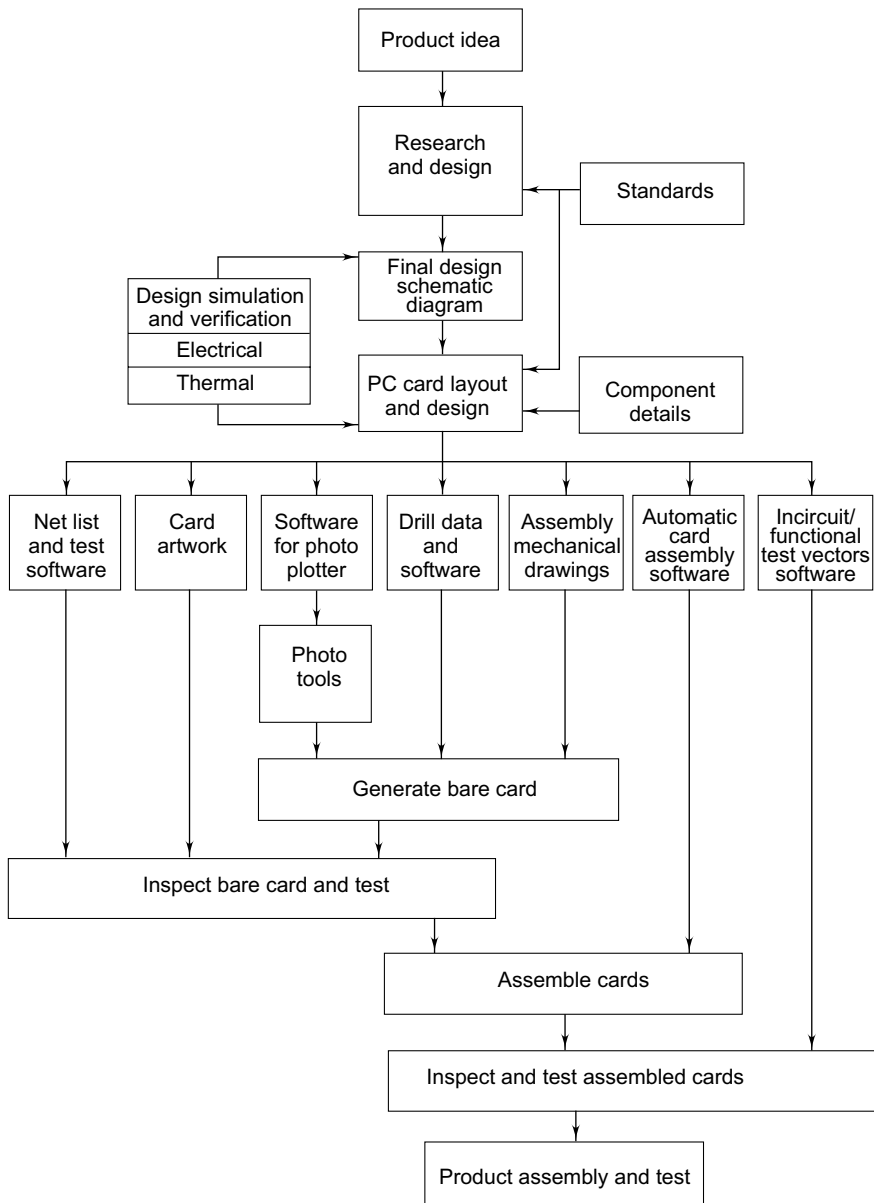 Product idea
Research
and design
Standards
Final design
schematic
diagram
Design simulation
and verification
Electrical
Thermal
PC card layout
and design
Component
details
Net list
and test
software
Card
artwork
Software
for photo
plotter
Drill data
and
software
Assembly
mechanical
drawings
Automatic
card
assembly
software
Incircuit/
functional
test vectors
software
Photo
tools
Generate bare card
Inspect bare card and test
Assemble cards
Inspect and test assembled cards
Product assembly and test